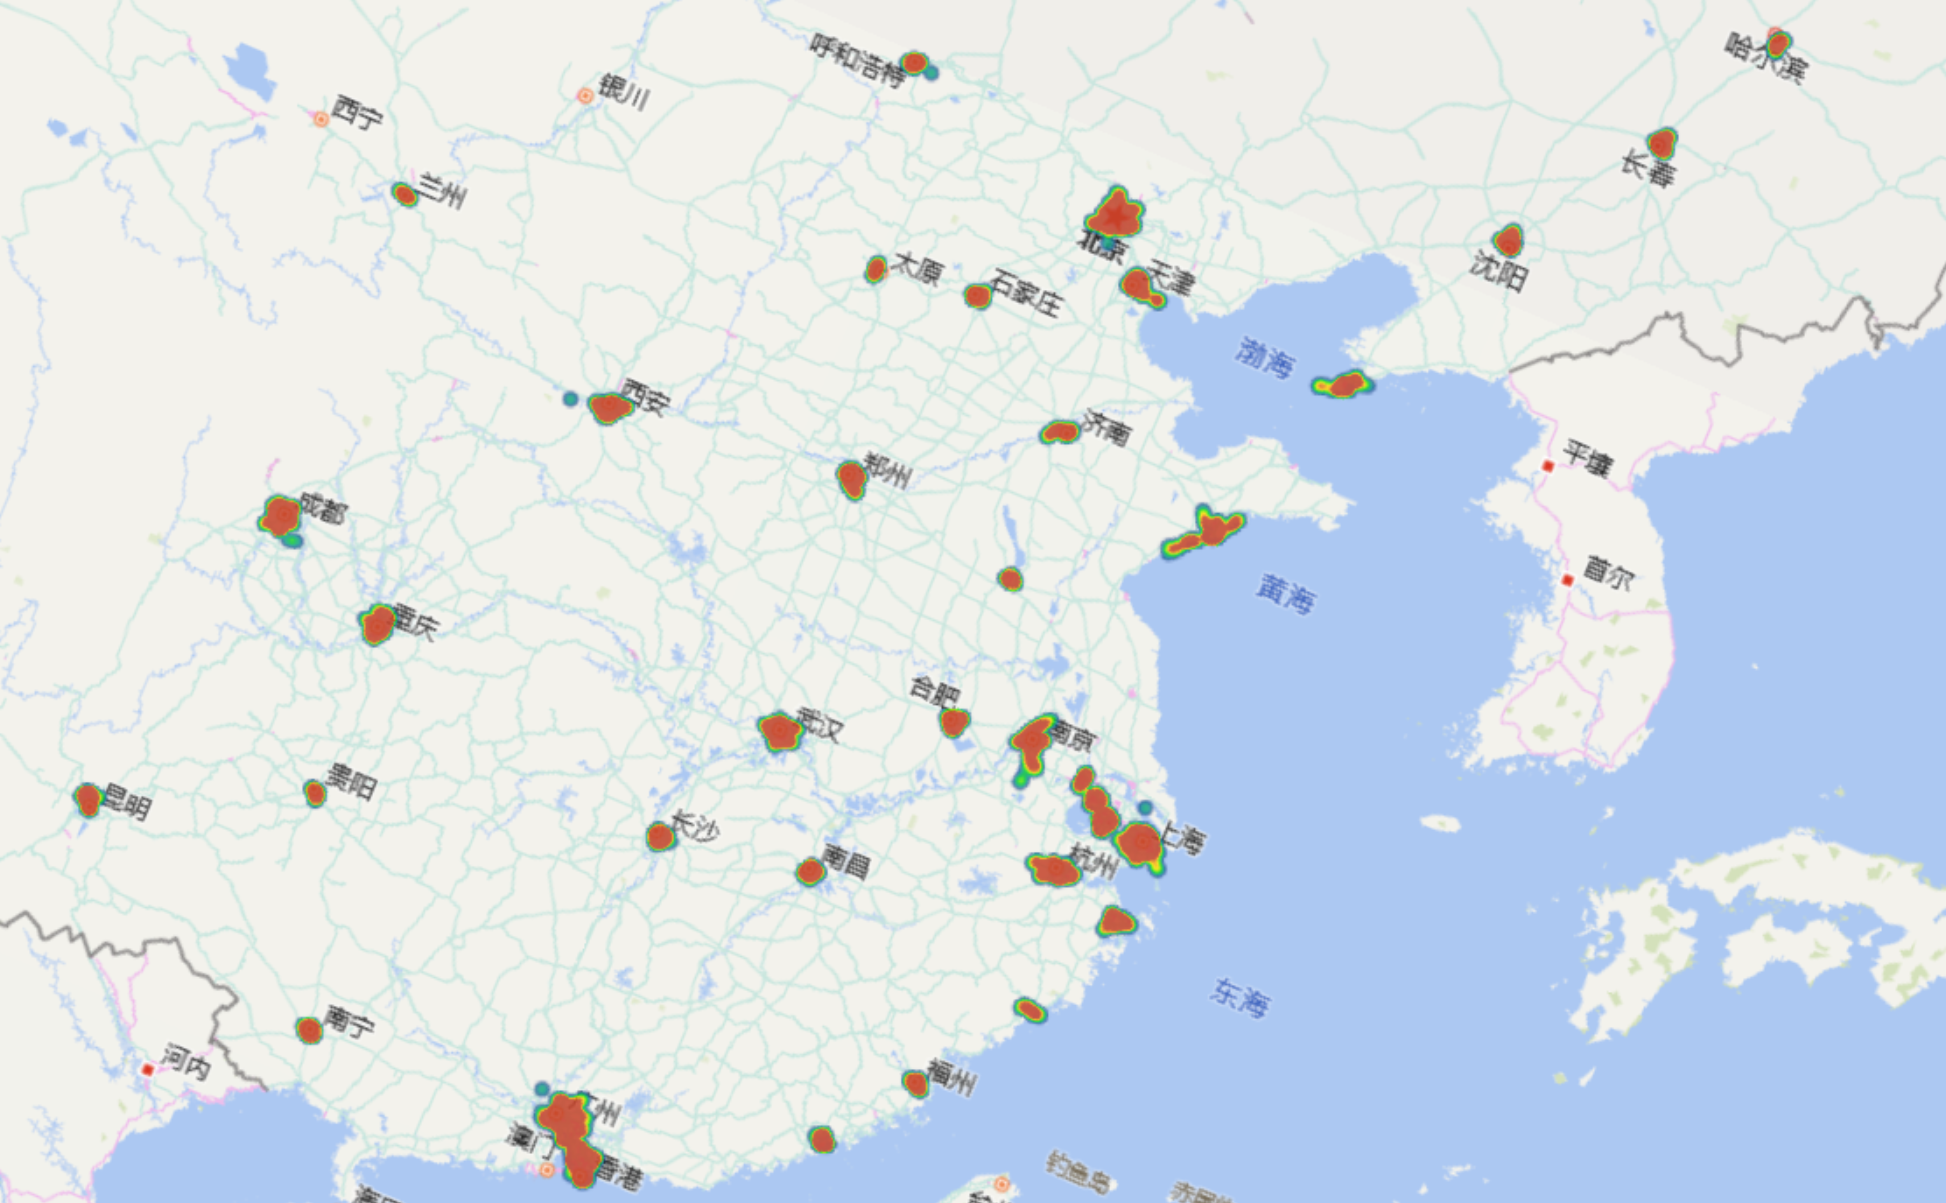 呼和浩特
哈尔滨
银川
西宁
长春
兰州
北京
沈阳
太原
天津
石家庄
渤海
西安
济南
平壤
郑州
成都
首尔
黄海
重庆
合肥
武汉
南京
贵阳
昆明
长沙
上海
南昌
杭州
东海
南宁
河内
福州
广州
澳门
香港
钓鱼岛